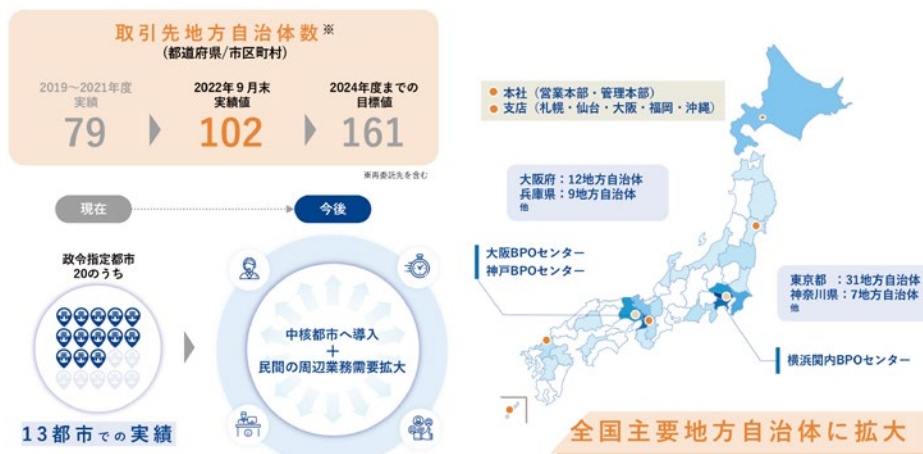 取引先地方自治体数※
(都道府県/市区町村)
2019～2021年度
実績
79
2022年9月末
実績値
102
2024年度までの
目標値
161
※再委託先を含む
現在
今後
政令指定都市
20のうち
13都市での実績
中核都市へ導入
+
民間の周辺業務需要拡大
本社（営業本部・管理本部）
支店（札幌・仙台・大阪・福岡・沖縄）
大阪府：12地方自治体
兵庫県：9地方自治体
他
大阪BPOセンター
神戸BPOセンター
東京都 ：31地方自治体
神奈川県：7地方自治体
他
横浜関内BPOセンター
全国主要地方自治体に拡大